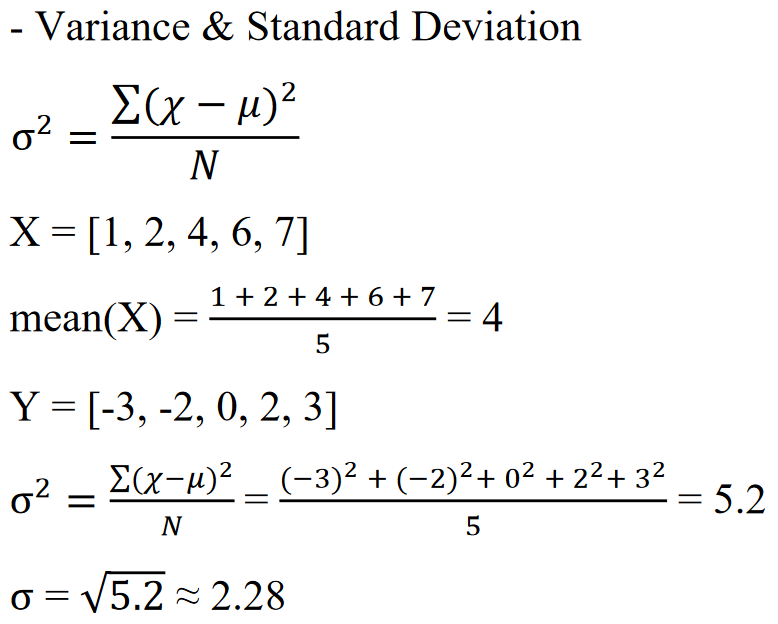 - Variance & Standard Deviation
σ² = ∑(χ − μ)² / N
X = [1, 2, 4, 6, 7]
mean(X) = (1 + 2 + 4 + 6 + 7) / 5 = 4
Y = [-3, -2, 0, 2, 3]
σ² = ∑(χ−μ)² / N = ((−3)² + (−2)²+ 0² + 2²+ 3²) / 5 = 5.2
σ = √5.2 ≈ 2.28